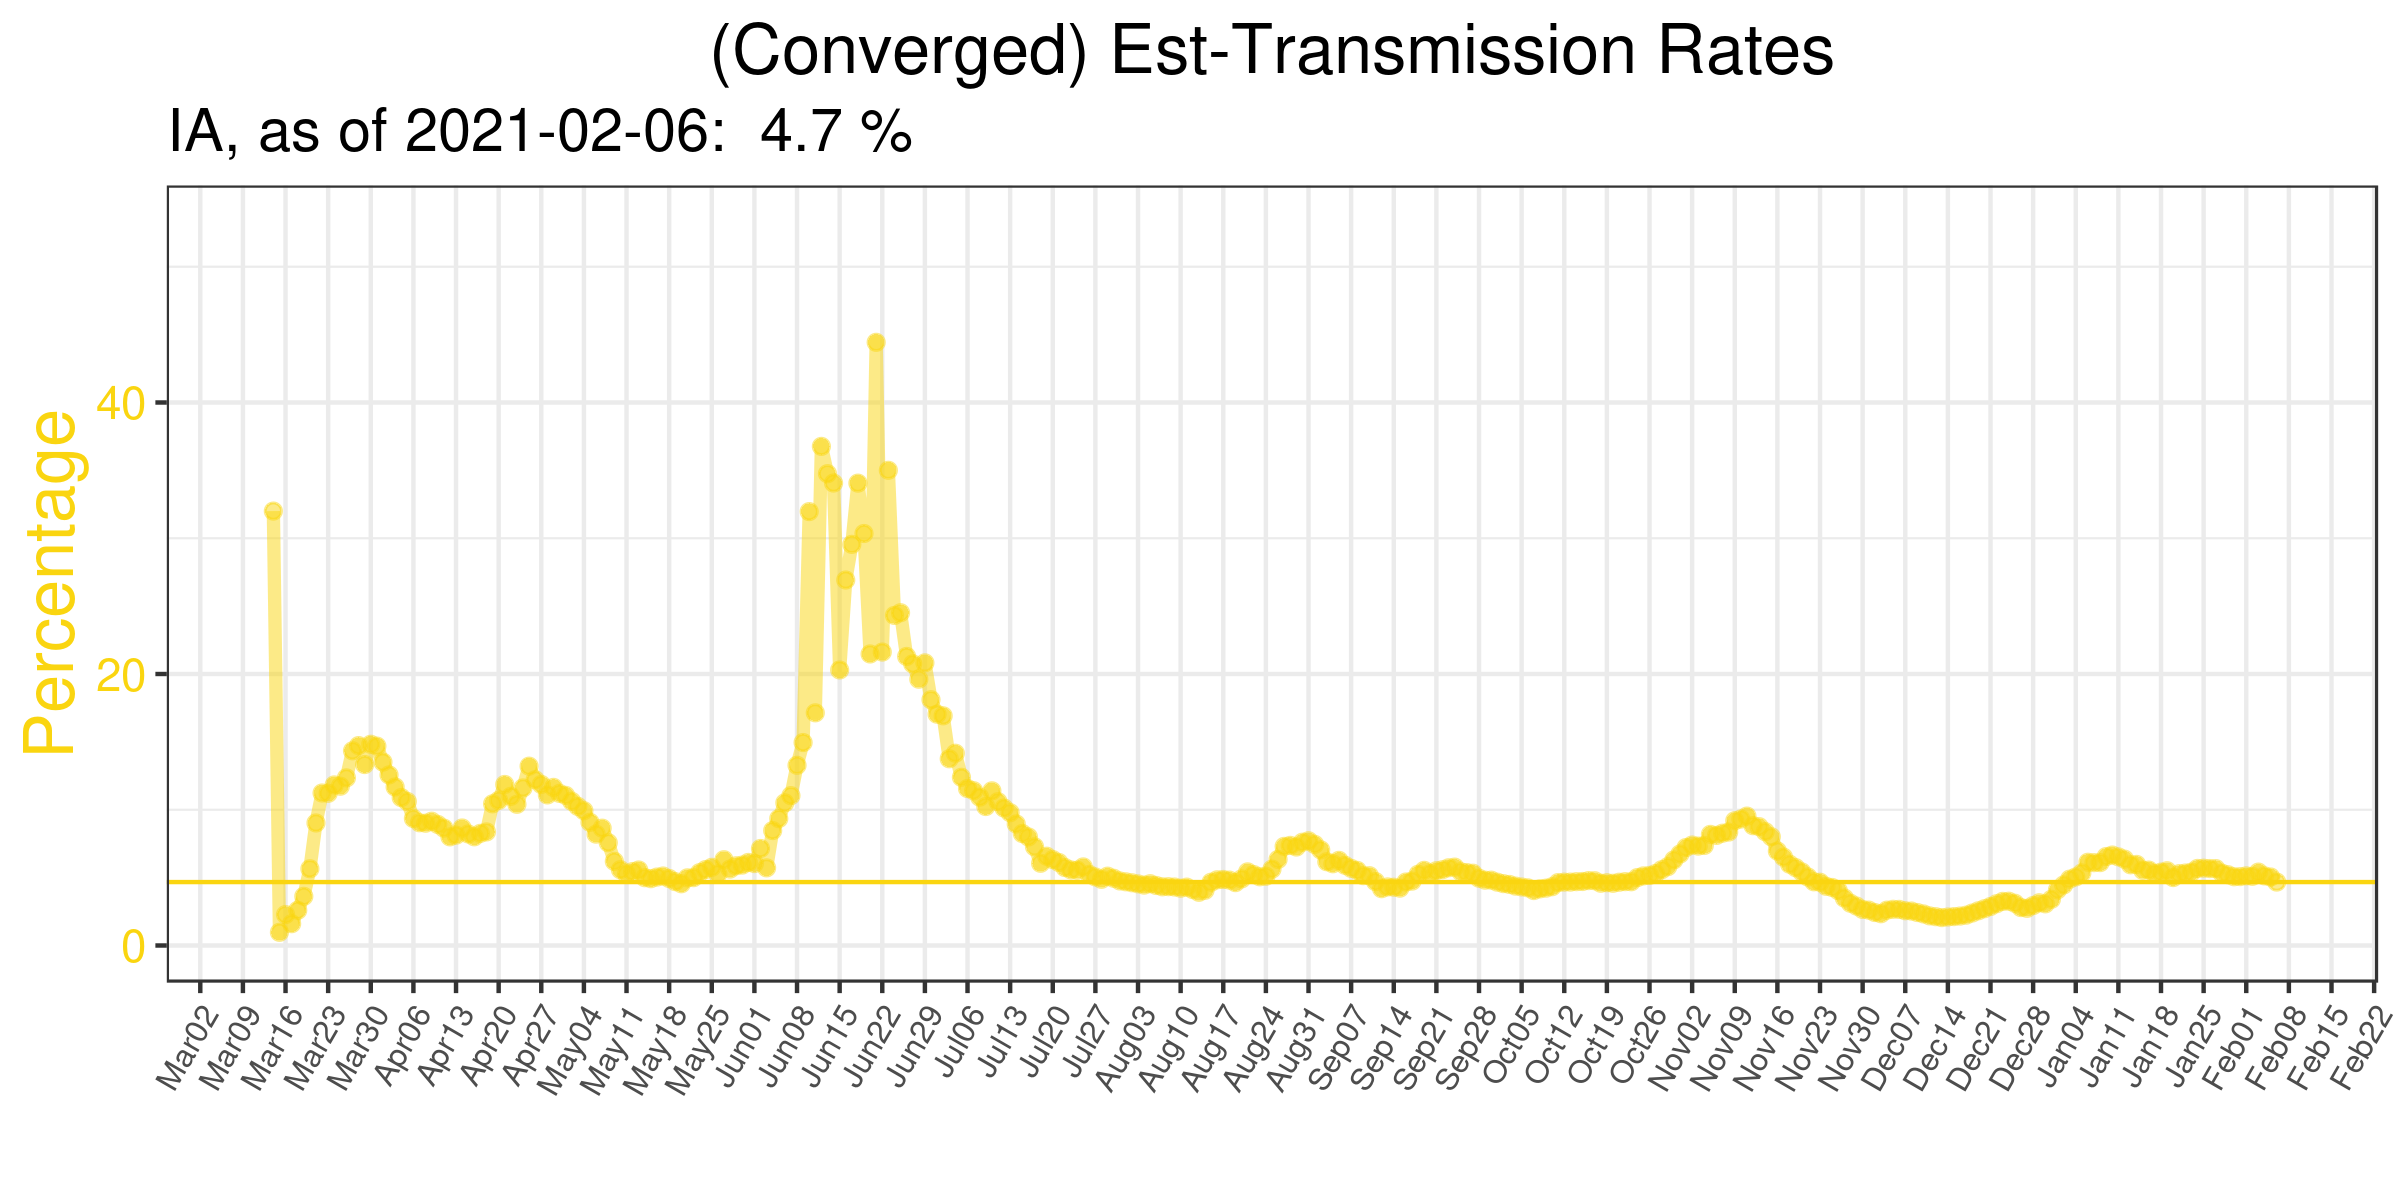 (Converged) Est-Transmission Rates
IA, as of 2021-02-06:  4.7 %
Percentage
40
20
0
Mar02
Mar09
Mar16
Mar23
Mar30
Apr06
Apr13
Apr20
Apr27
May04
May11
May18
May25
Jun01
Jun08
Jun15
Jun22
Jun29
Jul06
Jul13
Jul20
Jul27
Aug03
Aug10
Aug17
Aug24
Aug31
Sep07
Sep14
Sep21
Sep28
Oct05
Oct12
Oct19
Oct26
Nov02
Nov09
Nov16
Nov23
Nov30
Dec07
Dec14
Dec21
Dec28
Jan04
Jan11
Jan18
Jan25
Feb01
Feb08
Feb15
Feb22